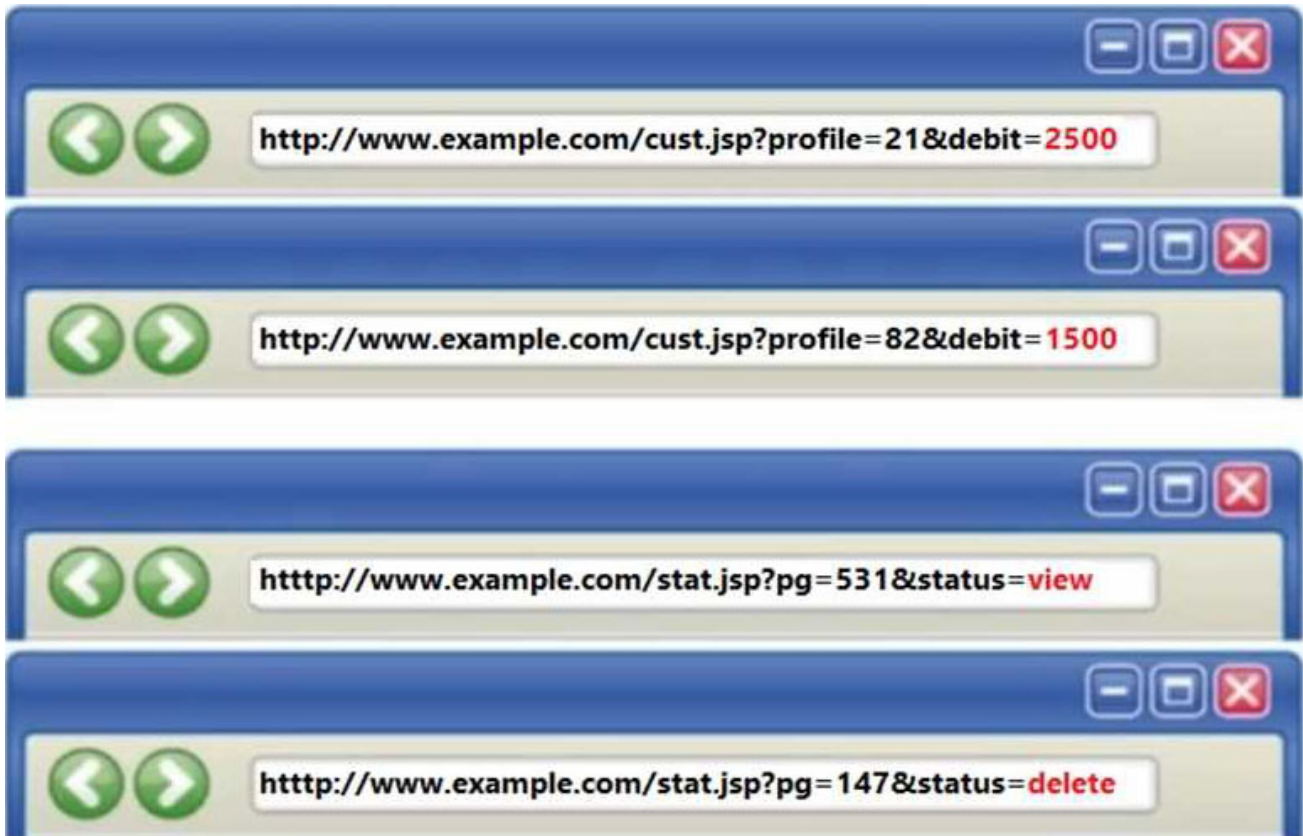 http://www.example.com/cust.jsp?profile=21&debit=2500
http://www.example.com/cust.jsp?profile=82&debit=1500
htttp://www.example.com/stat.jsp?pg=531&status=view
htttp://www.example.com/stat.jsp?pg=147&status=delete